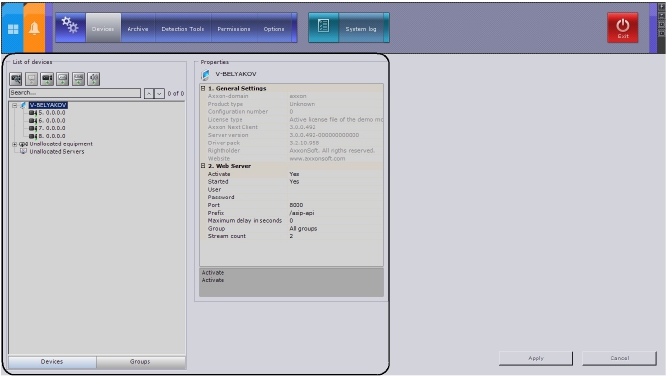 Devices
Archive
Detection Tools
Permissions
Options
System log
Exit
List of devices
Search...
0 of 0
V-BELYAKOV
5. 0.0.0.0
6. 0.0.0.0
7. 0.0.0.0
8. 0.0.0.0
Unallocated equipment
Unallocated Servers
Devices
Groups
Properties
V-BELYAKOV
1. General Settings
Axxon-domain axxon
Product type Unknown
Configuration number 0
License type Active license file of the demo mo
Axxon Next Client 3.6.0.491
Server version 3.6.0.491-000000000000
Driver pack 3.2.10.958
Rightholder AxxonSoft. All rigths reserved.
Website www.axxonsoft.com
2. Web Server
Activate Yes
Started Yes
User
Password
Port 8000
Prefix /asip-api
Maximum delay in seconds 0
Group All groups
Stream count 2
Activate
Activate
Apply
Cancel